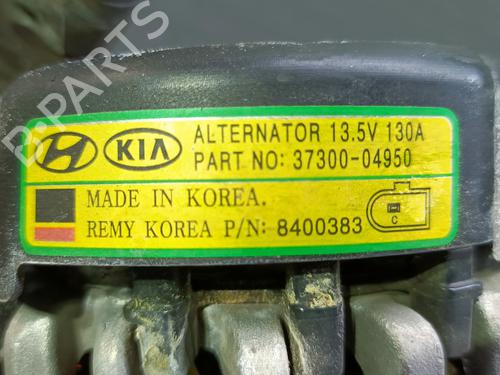 ALTERNATOR 13.5V 130A
KIA PART NO: 37300-04950
MADE IN KOREA.
REMY KOREA P/N: 8400383
C
B-PARTS